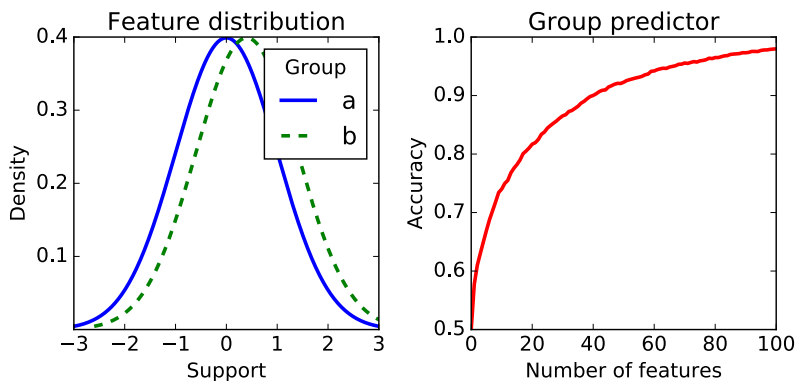 Feature distribution
Density
0.4
0.3
0.2
0.1
Group
a
b
−3
−2
−1
0
1
2
3
Support
Group predictor
Accuracy
1.0
0.9
0.8
0.7
0.6
0.5
0
20
40
60
80
100
Number of features